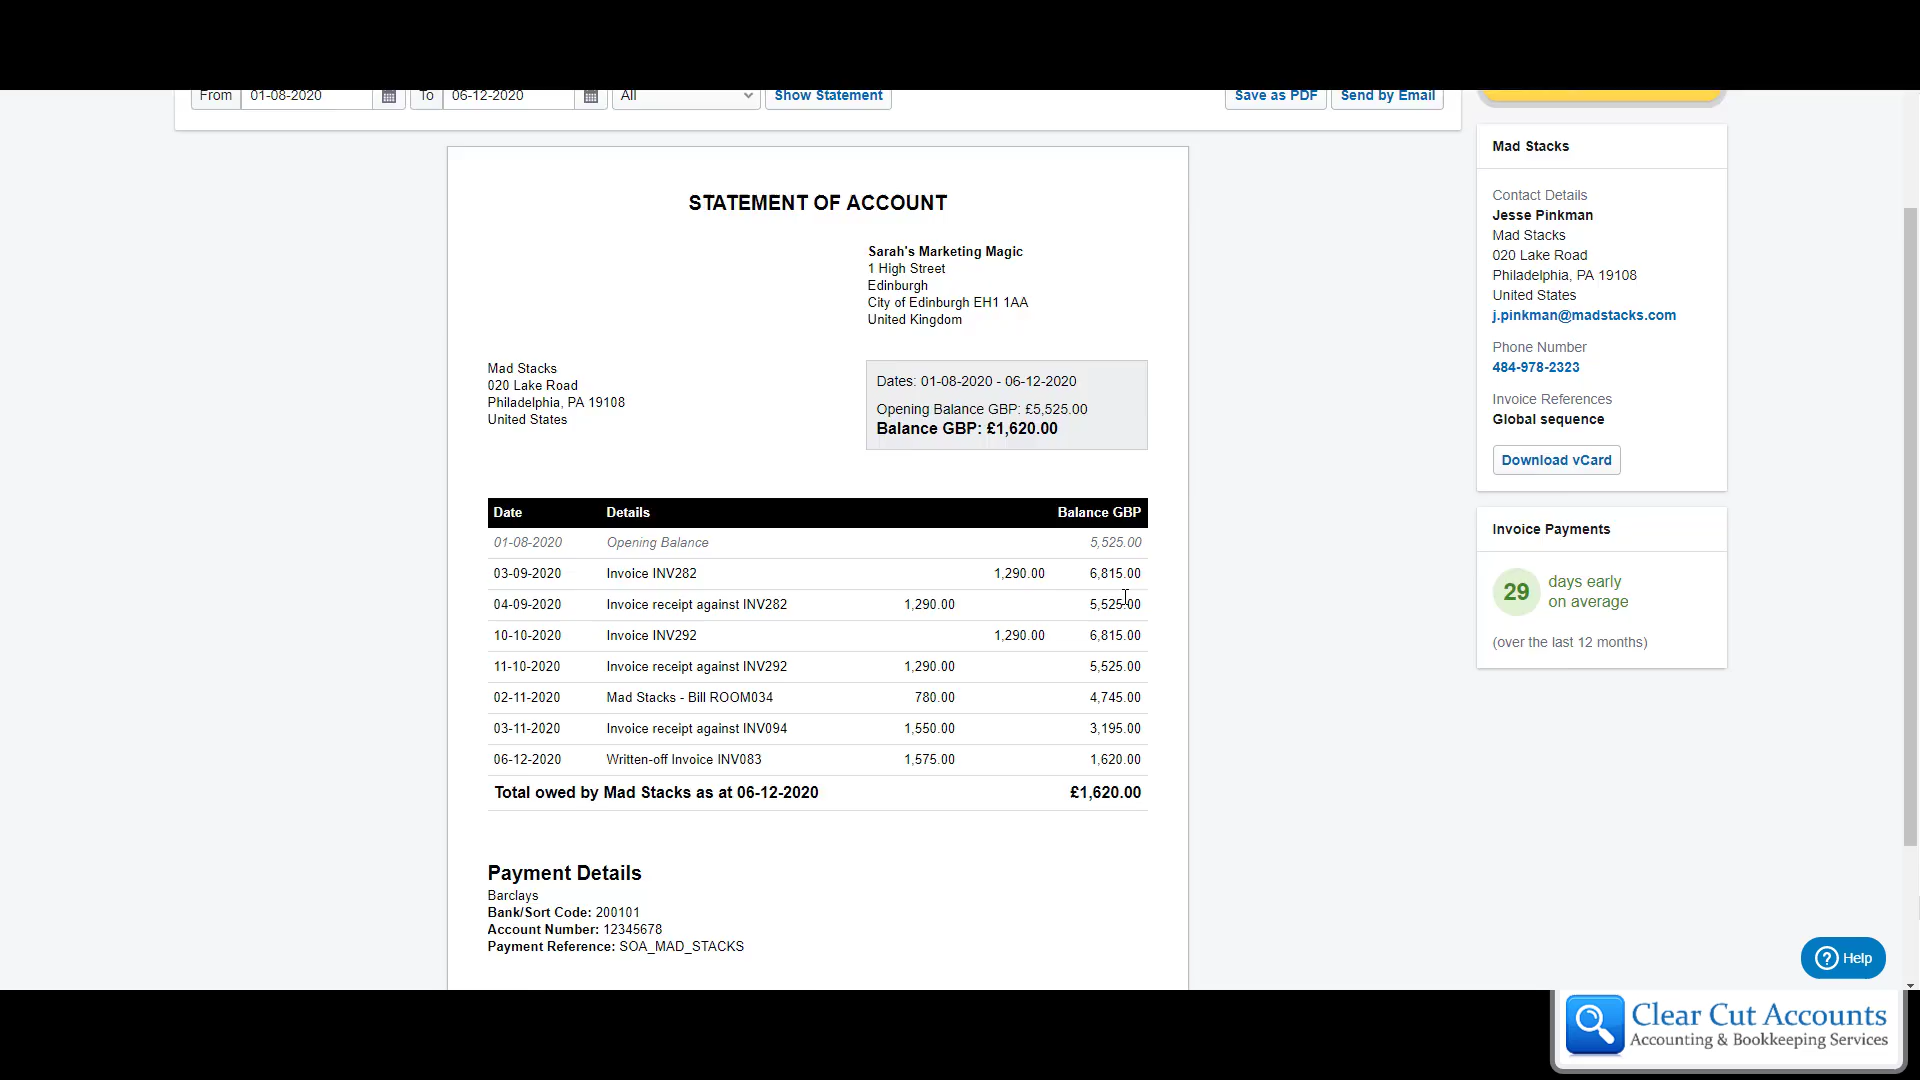 From 01-08-2020 To 06-12-2020 All Show Statement Save as PDF Send by Email
STATEMENT OF ACCOUNT
Sarah's Marketing Magic
1 High Street
Edinburgh
City of Edinburgh EH1 1AA
United Kingdom
Mad Stacks
020 Lake Road
Philadelphia, PA 19108
United States
Dates: 01-08-2020 - 06-12-2020
Opening Balance GBP: £5,525.00
Balance GBP: £1,620.00
Date Details Balance GBP
01-08-2020 Opening Balance 5,525.00
03-09-2020 Invoice INV282 1,290.00 6,815.00
04-09-2020 Invoice receipt against INV282 1,290.00 5,525.00
10-10-2020 Invoice INV292 1,290.00 6,815.00
11-10-2020 Invoice receipt against INV292 1,290.00 5,525.00
02-11-2020 Mad Stacks - Bill ROOM034 780.00 4,745.00
03-11-2020 Invoice receipt against INV094 1,550.00 3,195.00
06-12-2020 Written-off Invoice INV083 1,575.00 1,620.00
Total owed by Mad Stacks as at 06-12-2020 £1,620.00
Payment Details
Barclays
Bank/Sort Code: 200101
Account Number: 12345678
Payment Reference: SOA_MAD_STACKS
Mad Stacks
Contact Details
Jesse Pinkman
Mad Stacks
020 Lake Road
Philadelphia, PA 19108
United States
j.pinkman@madstacks.com
Phone Number
484-978-2323
Invoice References
Global sequence
Download vCard
Invoice Payments
29 days early
on average
(over the last 12 months)
? Help
Clear Cut Accounts
Accounting & Bookkeeping Services